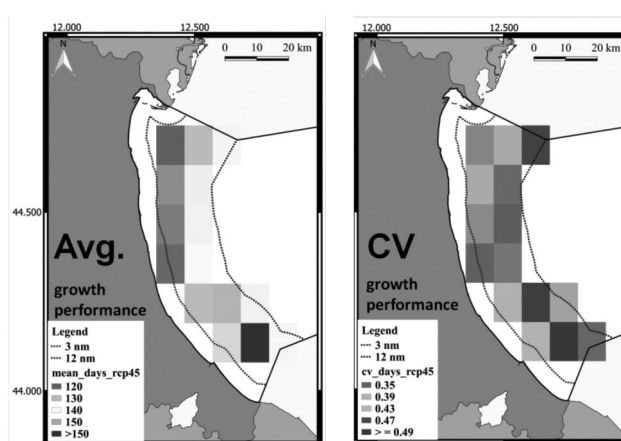 12.000 12.500
N 0 10 20 km
44.500
Avg.
growth
performance
Legend
3 nm
12 nm
mean_days_rcp45
120
130
140
150
>150
44.000
12.500
N 0 10 20 km
CV
growth
performance
Legend
3 nm
12 nm
cv_days_rcp45
0.35
0.39
0.43
0.47
> = 0.49